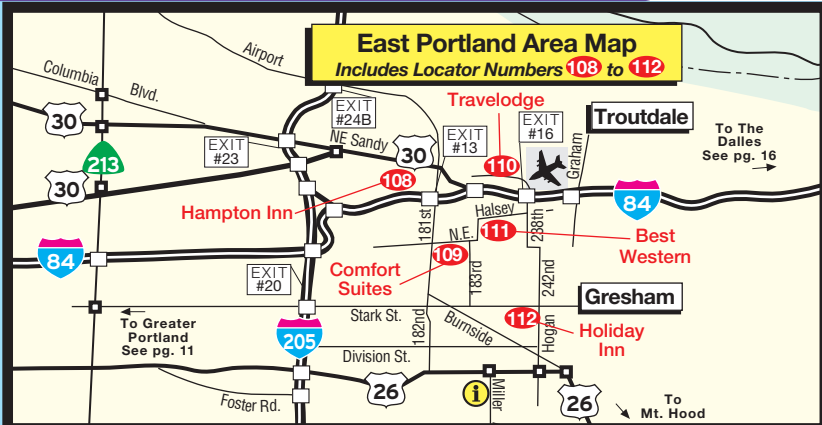 East Portland Area Map
Includes Locator Numbers 108 to 112
Airport
Columbia
Blvd.
Travelodge
EXIT
#24B
EXIT
#13
EXIT
#16
Troutdale
30
NE Sandy
30
Graham
To The
Dalles
See pg. 16
EXIT
#23
213
110
30
108
Hampton Inn
181st
Halsey
238th
84
N.E.
111
Best
Western
84
109
Comfort
Suites
183rd
242nd
EXIT
#20
Gresham
To Greater
Portland
See pg. 11
Stark St.
182nd
Burnside
112
Holiday
Inn
Hogan
205
Division St.
26
i
Miller
26
Foster Rd.
To
Mt. Hood